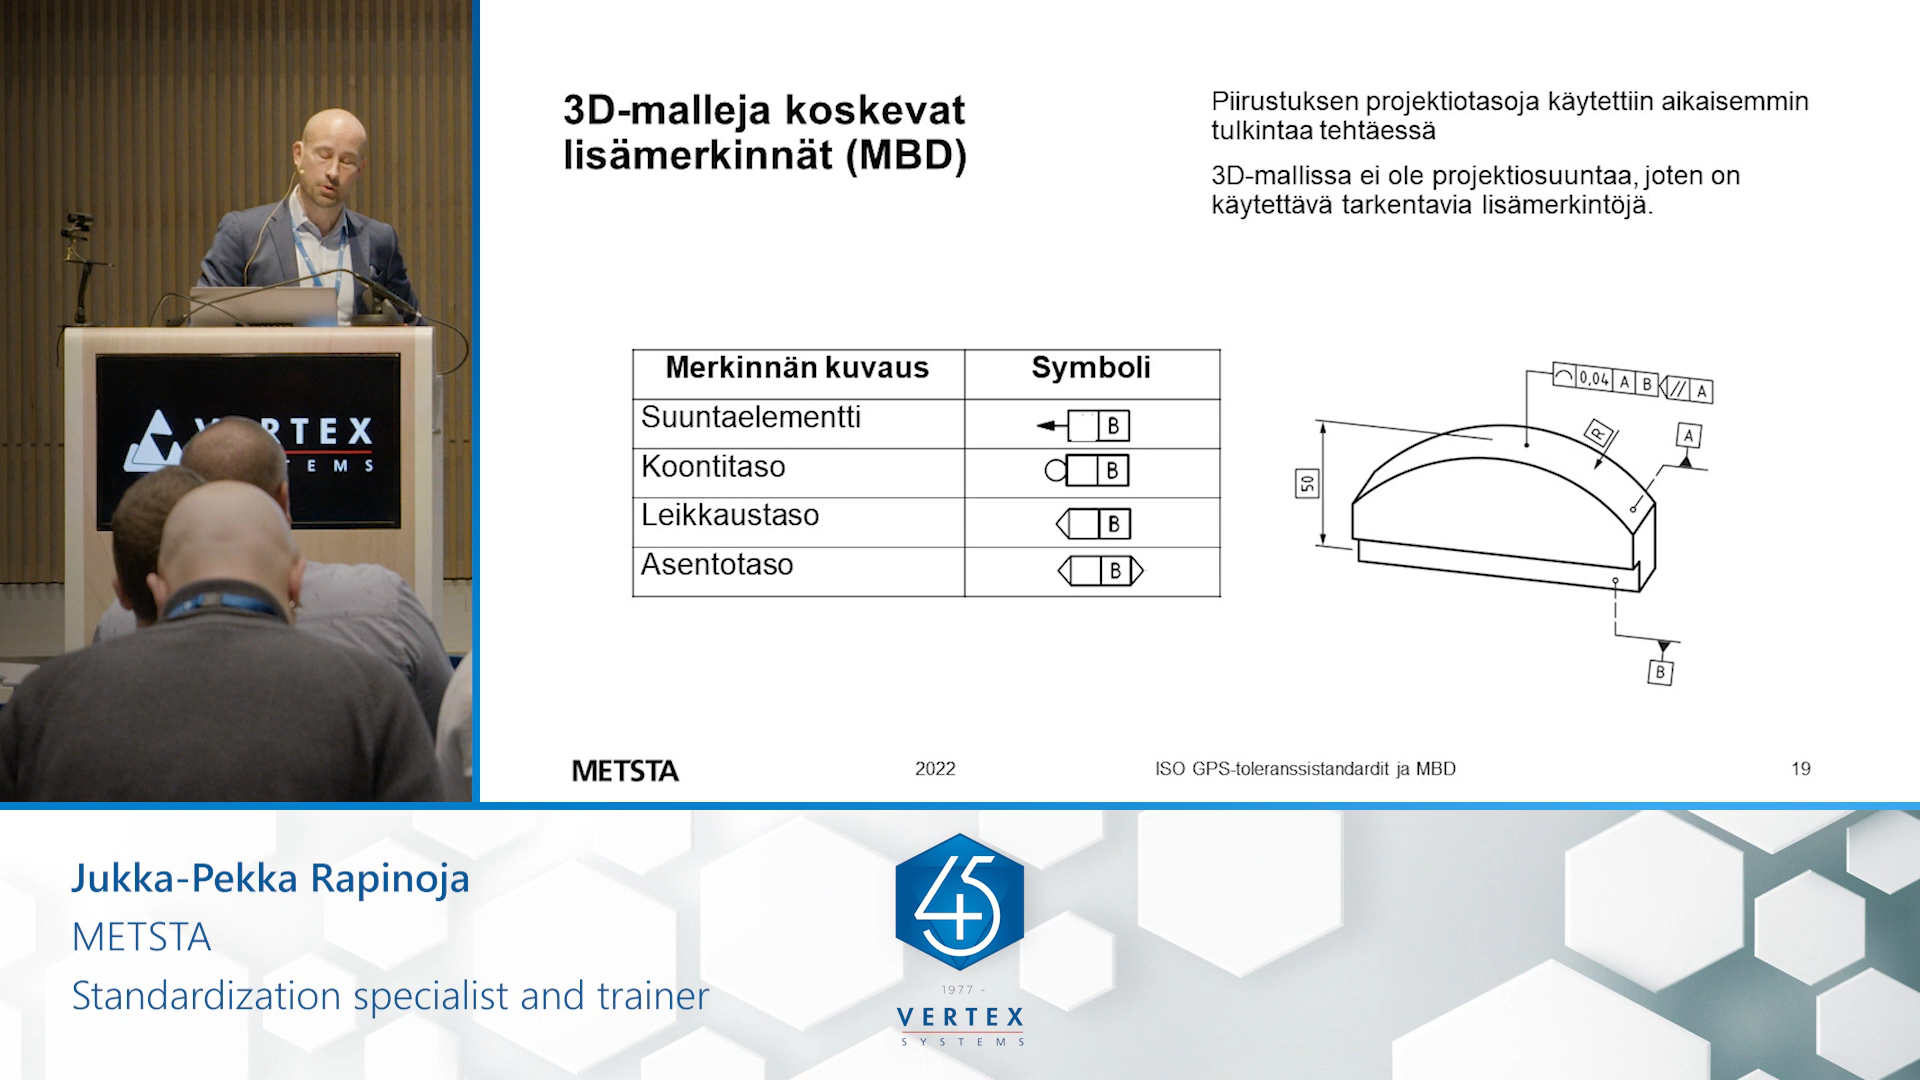 3D-malleja koskevat
lisämerkinnät (MBD)
Piirustuksen projektiotasoja käytettiin aikaisemmin
tulkintaa tehtäessä
3D-mallissa ei ole projektiosuuntaa, joten on
käytettävä tarkentavia lisämerkintöjä.
Merkinnän kuvaus Symboli
Suuntaelementti B
Koontitaso B
Leikkaustaso B
Asentotaso B
0,04 A B // A
R
A
50
B
METSTA 2022 ISO GPS-toleranssistandardit ja MBD 19
Jukka-Pekka Rapinoja
METSTA
Standardization specialist and trainer
45
1977 -
VERTEX
SYSTEMS